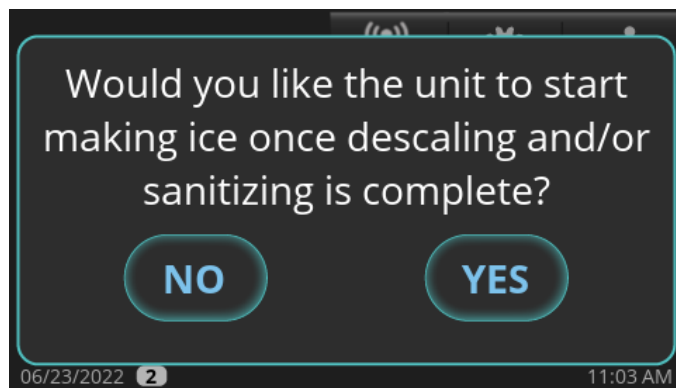 Would you like the unit to start
making ice once descaling and/or
sanitizing is complete?
NO YES
06/23/2022 2 11:03 AM